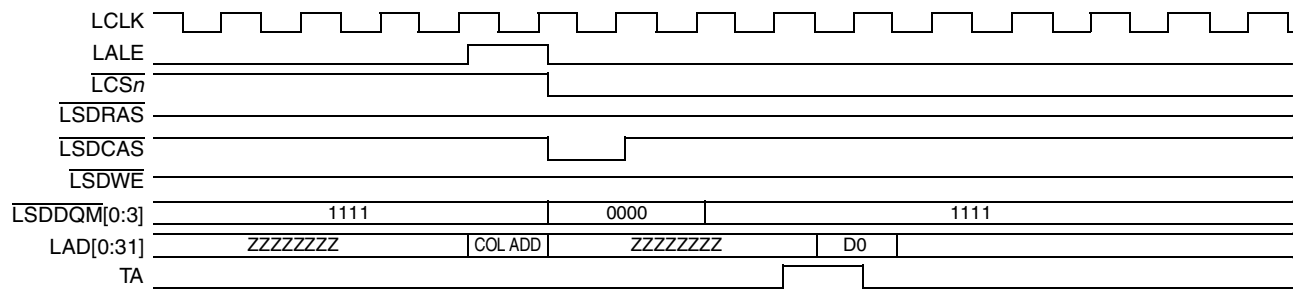 LCLK
LALE
LCSn
LSDRAS
LSDCAS
LSDWE
LSDDQM[0:3] 1111 0000 1111
LAD[0:31] ZZZZZZZZ COL ADD ZZZZZZZZ D0
TA